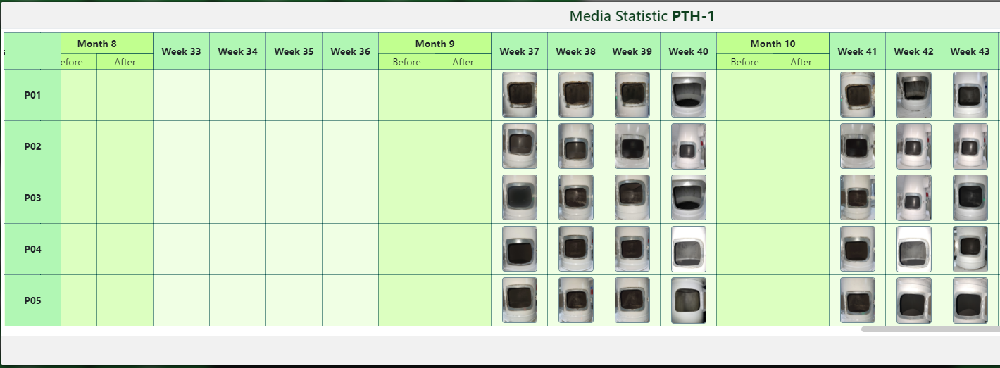 Media Statistic PTH-1
Month 8
Week 33
Week 34
Week 35
Week 36
Month 9
Week 37
Week 38
Week 39
Week 40
Month 10
Week 41
Week 42
Week 43
efore
After
Before
After
Before
After
P01
P02
P03
P04
P05